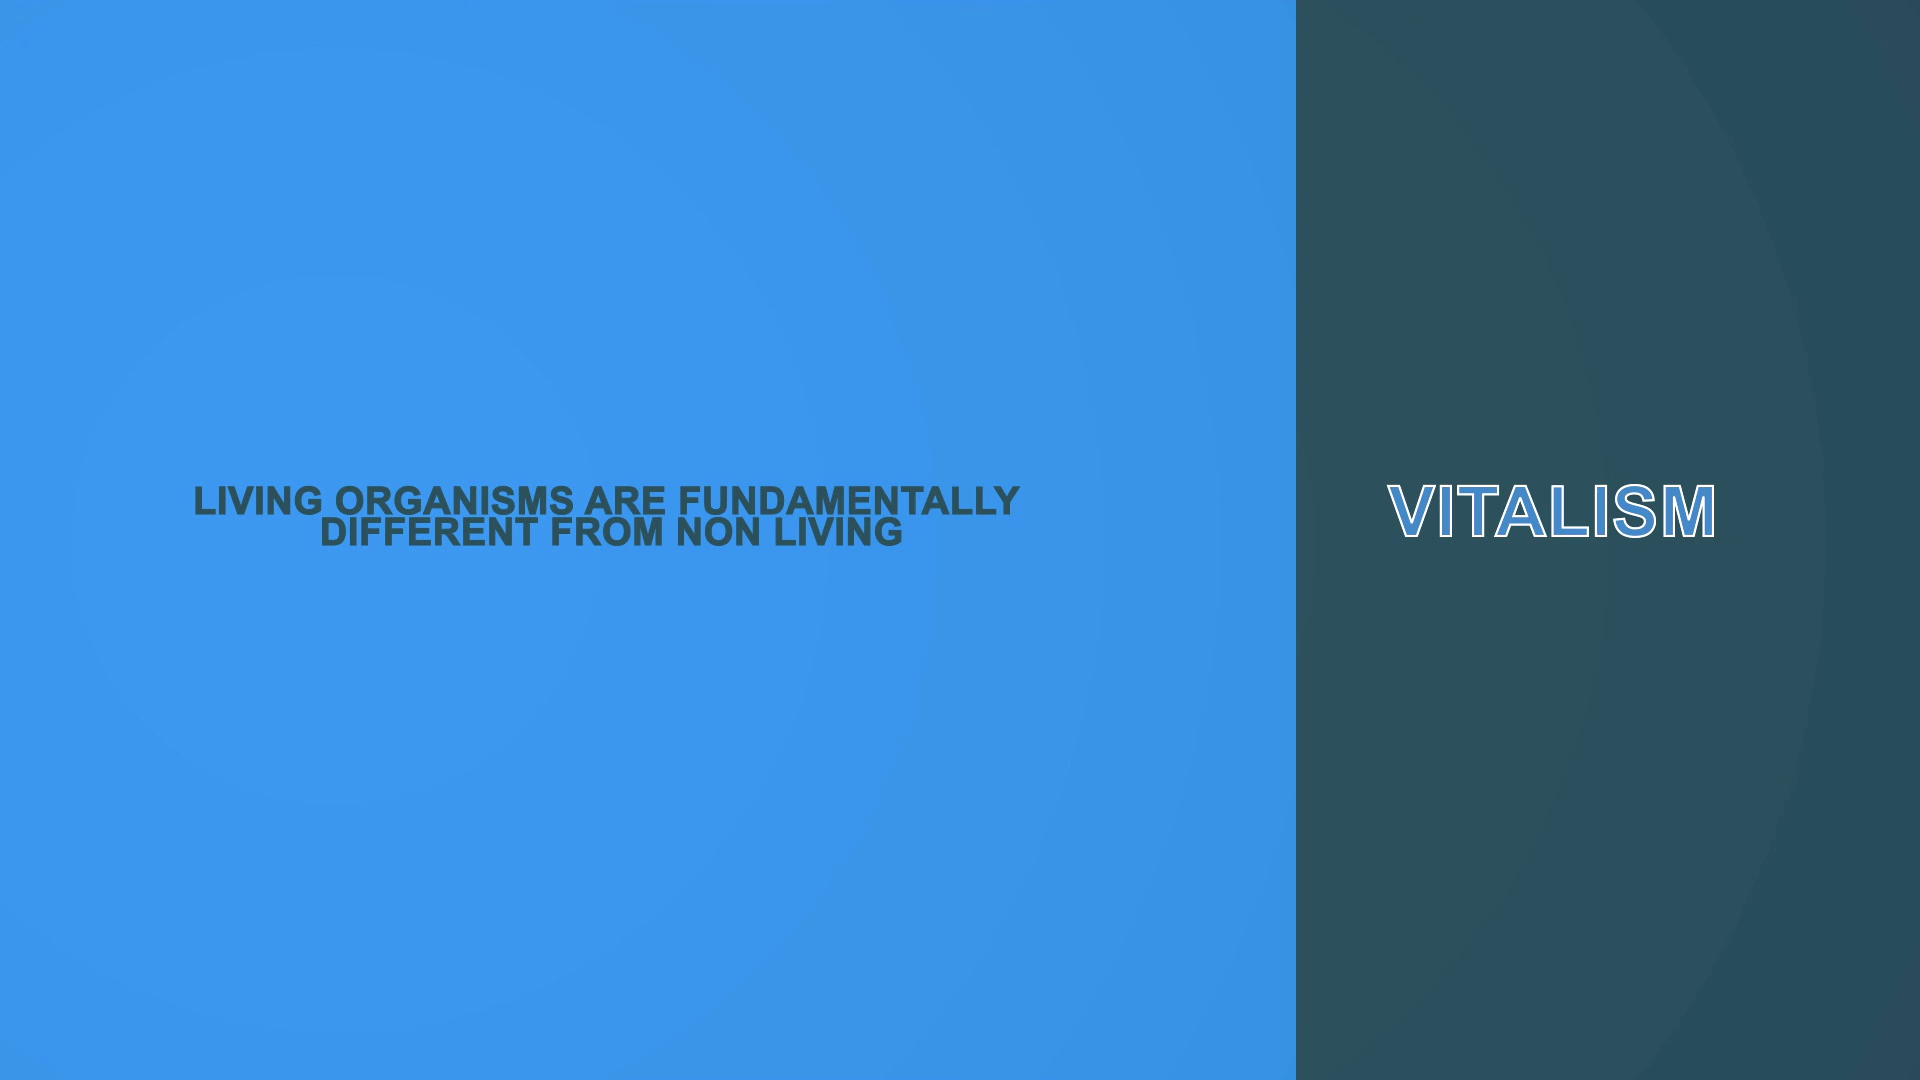 LIVING ORGANISMS ARE FUNDAMENTALLY
DIFFERENT FROM NON LIVING
VITALISM